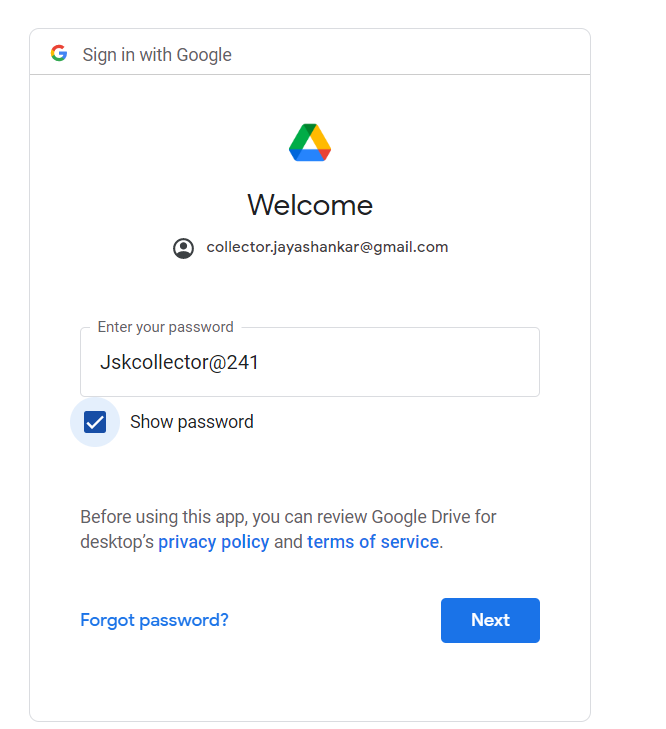 Sign in with Google
Welcome
collector.jayashankar@gmail.com
Enter your password
Jskcollector@241
Show password
Before using this app, you can review Google Drive for
desktop’s privacy policy and terms of service.
Forgot password?
Next